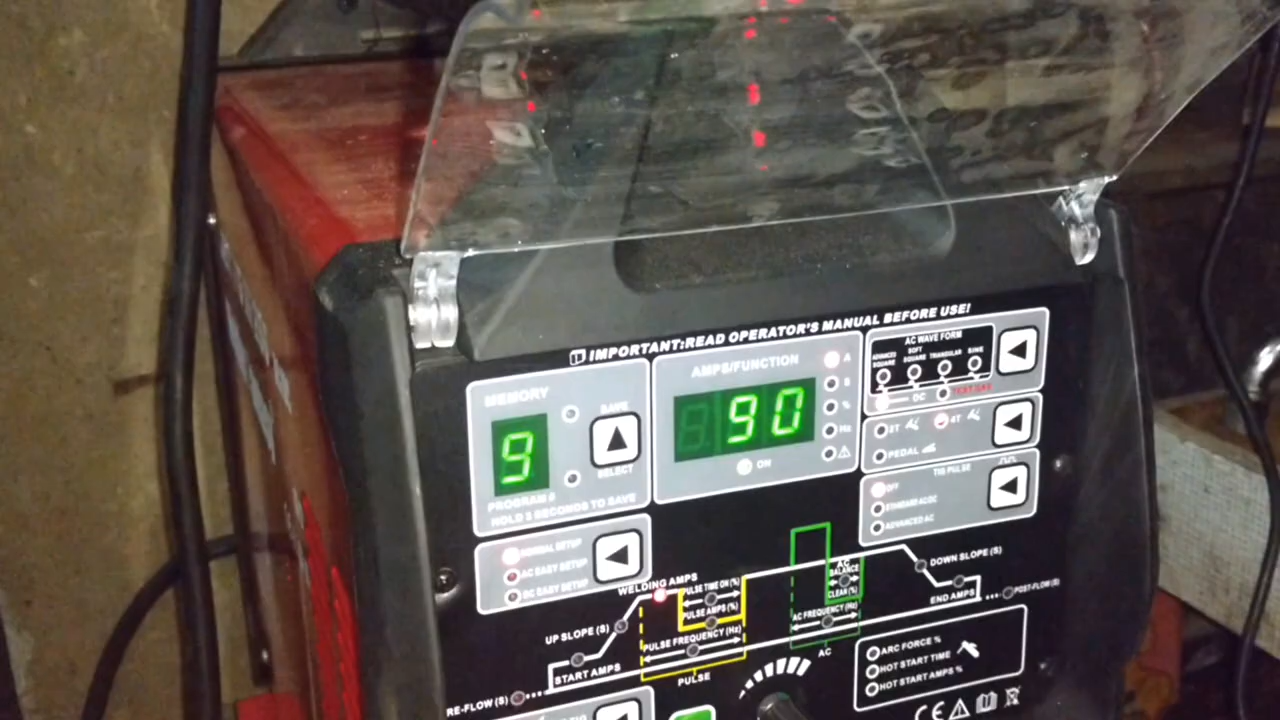 IMPORTANT:READ OPERATOR'S MANUAL BEFORE USE!
MEMORY
SAVE
9
SELECT
PROGRAM #
HOLD 5 SECONDS TO SAVE
AMPS/FUNCTION
90
A
S
%
Hz
ON
AC WAVE FORM
ADVANCED SQUARE
SOFT SQUARE
TRIANGULAR
SINE
DC
2T
4T
PEDAL
TIG PULSE
OFF
STANDARD AC/DC
ADVANCED AC
NORMAL SETUP
AC EASY SETUP
DC EASY SETUP
WELDING AMPS
PULSE TIME ON (%)
PULSE AMPS (%)
PULSE FREQUENCY (Hz)
PULSE
UP SLOPE (S)
START AMPS
RE-FLOW (S)
AC BALANCE
CLEAN (%)
AC FREQUENCY (Hz)
AC
DOWN SLOPE (S)
END AMPS
POST-FLOW (S)
ARC FORCE %
HOT START TIME
HOT START AMPS %
CE